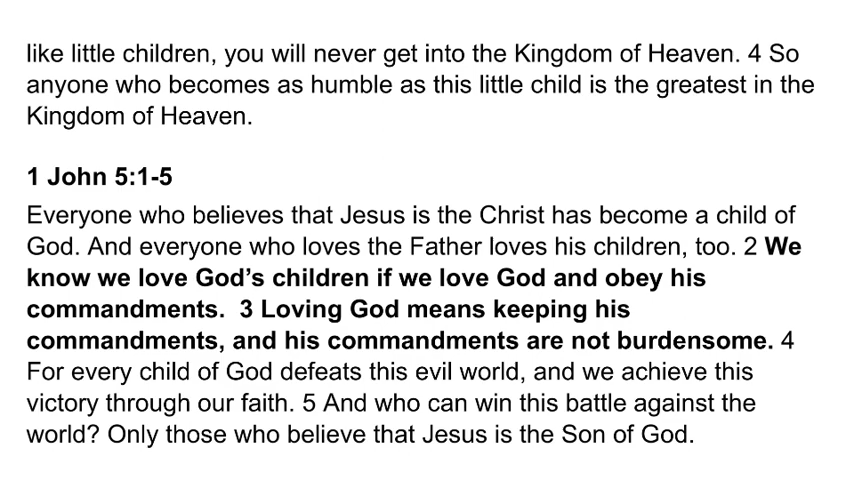 like little children, you will never get into the Kingdom of Heaven. 4 So
anyone who becomes as humble as this little child is the greatest in the
Kingdom of Heaven.
1 John 5:1-5
Everyone who believes that Jesus is the Christ has become a child of
God. And everyone who loves the Father loves his children, too. 2 We
know we love God’s children if we love God and obey his
commandments.  3 Loving God means keeping his
commandments, and his commandments are not burdensome. 4
For every child of God defeats this evil world, and we achieve this
victory through our faith. 5 And who can win this battle against the
world? Only those who believe that Jesus is the Son of God.